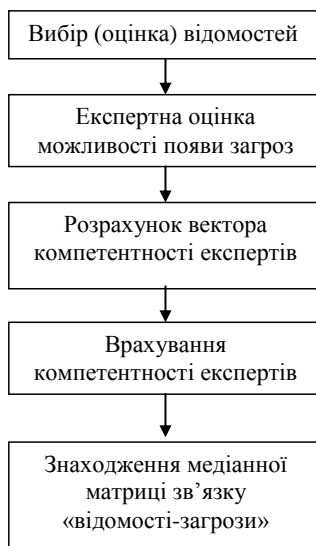 Вибір (оцінка) відомостей
Експертна оцінка
можливості появи загроз
Розрахунок вектора
компетентності експертів
Врахування
компетентності експертів
Знаходження медіанної
матриці зв’язку
«відомості-загрози»